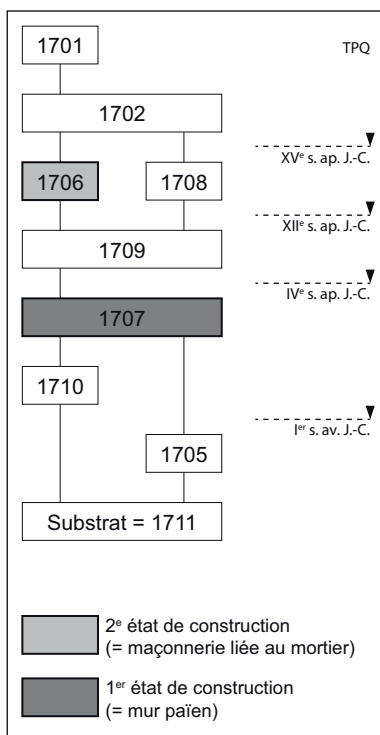 1701
TPQ
1702
XVe s. ap. J.-C.
1706
1708
XIIe s. ap. J.-C.
1709
IVe s. ap. J.-C.
1707
1710
Ier s. av. J.-C.
1705
Substrat = 1711
2e état de construction
(= maçonnerie liée au mortier)
1er état de construction
(= mur païen)